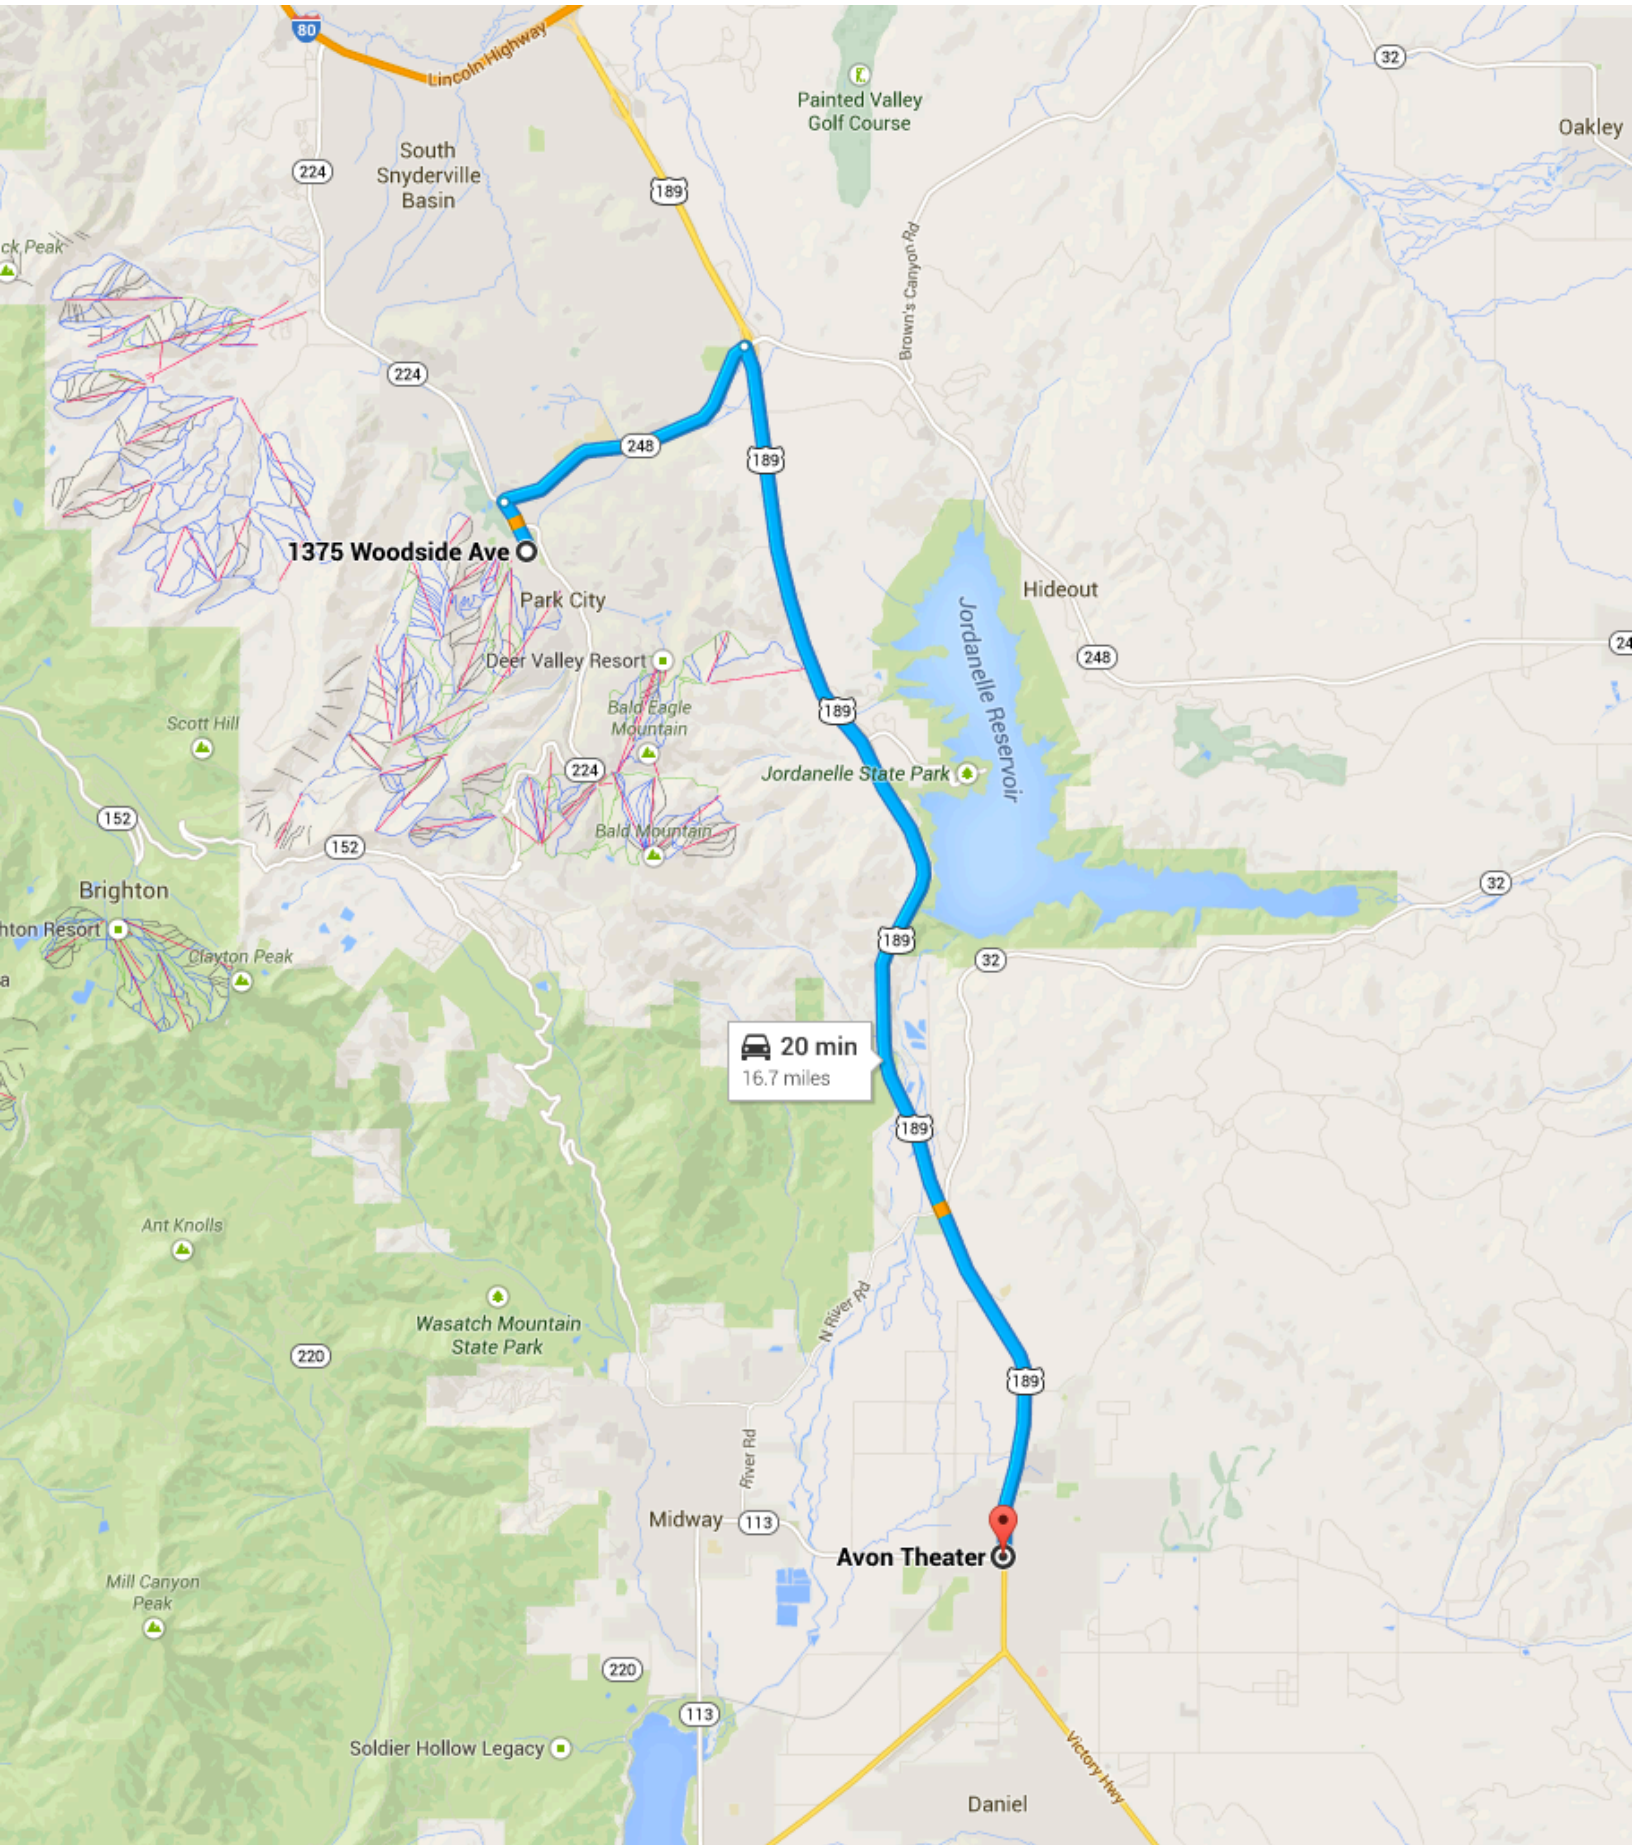 80
Lincoln Highway
32
Painted Valley
Golf Course
Oakley
South
Snyderville
Basin
224
189
ck Peak
Brown's Canyon Rd
224
248
189
1375 Woodside Ave
Hideout
Park City
Jordanelle Reservoir
248
24
Deer Valley Resort
Bald Eagle
Mountain
189
Scott Hill
224
Jordanelle State Park
152
152
Bald Mountain
Brighton
32
hton Resort
189
Clayton Peak
32
a
20 min
16.7 miles
189
Ant Knolls
N River Rd
Wasatch Mountain
State Park
220
189
River Rd
Midway
113
Avon Theater
Mill Canyon
Peak
220
113
Soldier Hollow Legacy
Victory Hwy
Daniel